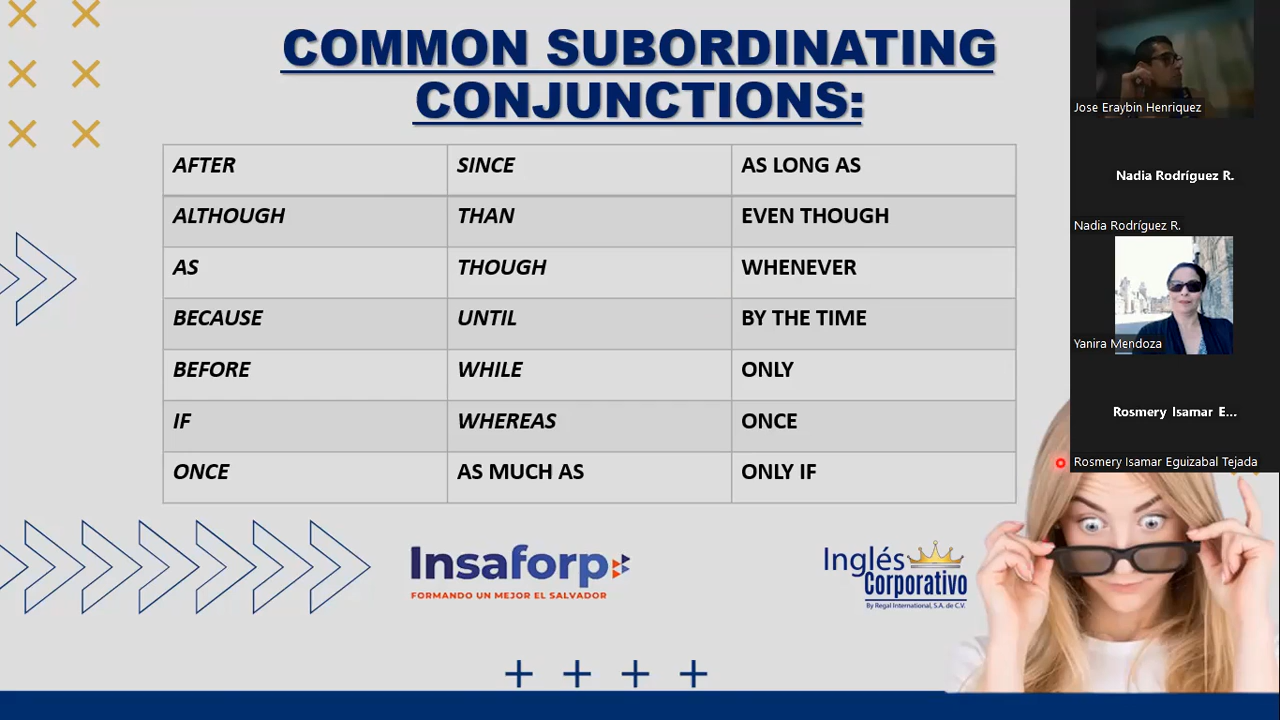 COMMON SUBORDINATING
CONJUNCTIONS:
AFTER SINCE AS LONG AS
ALTHOUGH THAN EVEN THOUGH
AS THOUGH WHENEVER
BECAUSE UNTIL BY THE TIME
BEFORE WHILE ONLY
IF WHEREAS ONCE
ONCE AS MUCH AS ONLY IF
Insaforp
FORMANDO UN MEJOR EL SALVADOR
Inglés
Corporativo
By Regal International, S.A. de C.V.
Jose Eraybin Henriquez
Nadia Rodríguez R.
Nadia Rodríguez R.
Yanira Mendoza
Rosmery Isamar E...
Rosmery Isamar Eguizabal Tejada